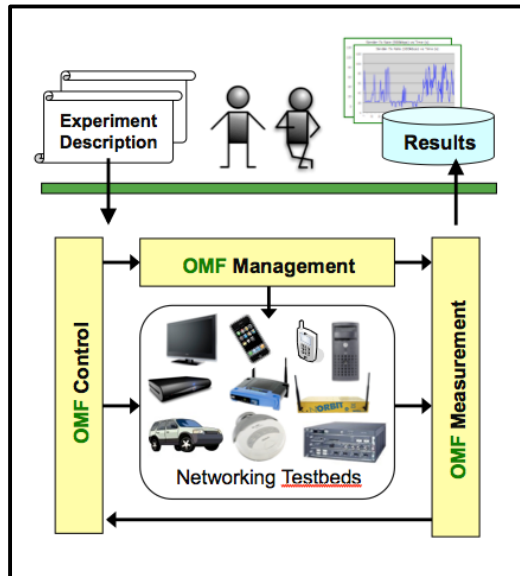 Experiment
Description
Results
OMF Management
OMF Control
OMF Measurement
ORBIT
Networking Testbeds